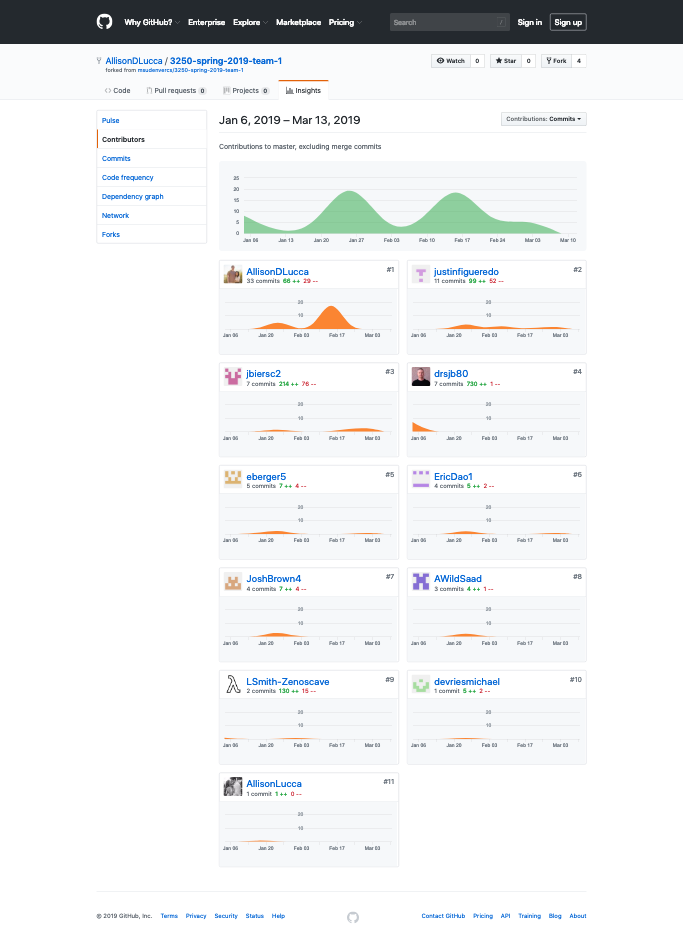 Why GitHub? Enterprise Explore Marketplace Pricing Search / Sign in Sign up
AllisonDLucca / 3250-spring-2019-team-1
forked from msudenvercs/3250-spring-2019-team-1
Watch 0 Star 0 Fork 4
Code Pull requests 0 Projects 0 Insights
Pulse
Contributors
Commits
Code frequency
Dependency graph
Network
Forks
Jan 6, 2019 – Mar 13, 2019
Contributions: Commits
Contributions to master, excluding merge commits
25
20
15
10
5
0
Jan 06 Jan 13 Jan 20 Jan 27 Feb 03 Feb 10 Feb 17 Feb 24 Mar 03 Mar 10
AllisonDLucca #1
33 commits 66 ++ 29 --
20
10
Jan 06 Jan 20 Feb 03 Feb 17 Mar 03
justinfigueredo #2
11 commits 99 ++ 52 --
20
10
Jan 06 Jan 20 Feb 03 Feb 17 Mar 03
jbiersc2 #3
7 commits 214 ++ 76 --
20
10
Jan 06 Jan 20 Feb 03 Feb 17 Mar 03
drsjb80 #4
7 commits 730 ++ 1 --
20
10
Jan 06 Jan 20 Feb 03 Feb 17 Mar 03
eberger5 #5
5 commits 7 ++ 4 --
20
10
Jan 06 Jan 20 Feb 03 Feb 17 Mar 03
EricDao1 #6
4 commits 5 ++ 2 --
20
10
Jan 06 Jan 20 Feb 03 Feb 17 Mar 03
JoshBrown4 #7
4 commits 7 ++ 4 --
20
10
Jan 06 Jan 20 Feb 03 Feb 17 Mar 03
AWildSaad #8
3 commits 4 ++ 1 --
20
10
Jan 06 Jan 20 Feb 03 Feb 17 Mar 03
LSmith-Zenoscave #9
2 commits 130 ++ 15 --
20
10
Jan 06 Jan 20 Feb 03 Feb 17 Mar 03
devriesmichael #10
1 commit 5 ++ 2 --
20
10
Jan 06 Jan 20 Feb 03 Feb 17 Mar 03
AllisonLucca #11
1 commit 1 ++ 0 --
20
10
Jan 06 Jan 20 Feb 03 Feb 17 Mar 03
© 2019 GitHub, Inc. Terms Privacy Security Status Help Contact GitHub Pricing API Training Blog About